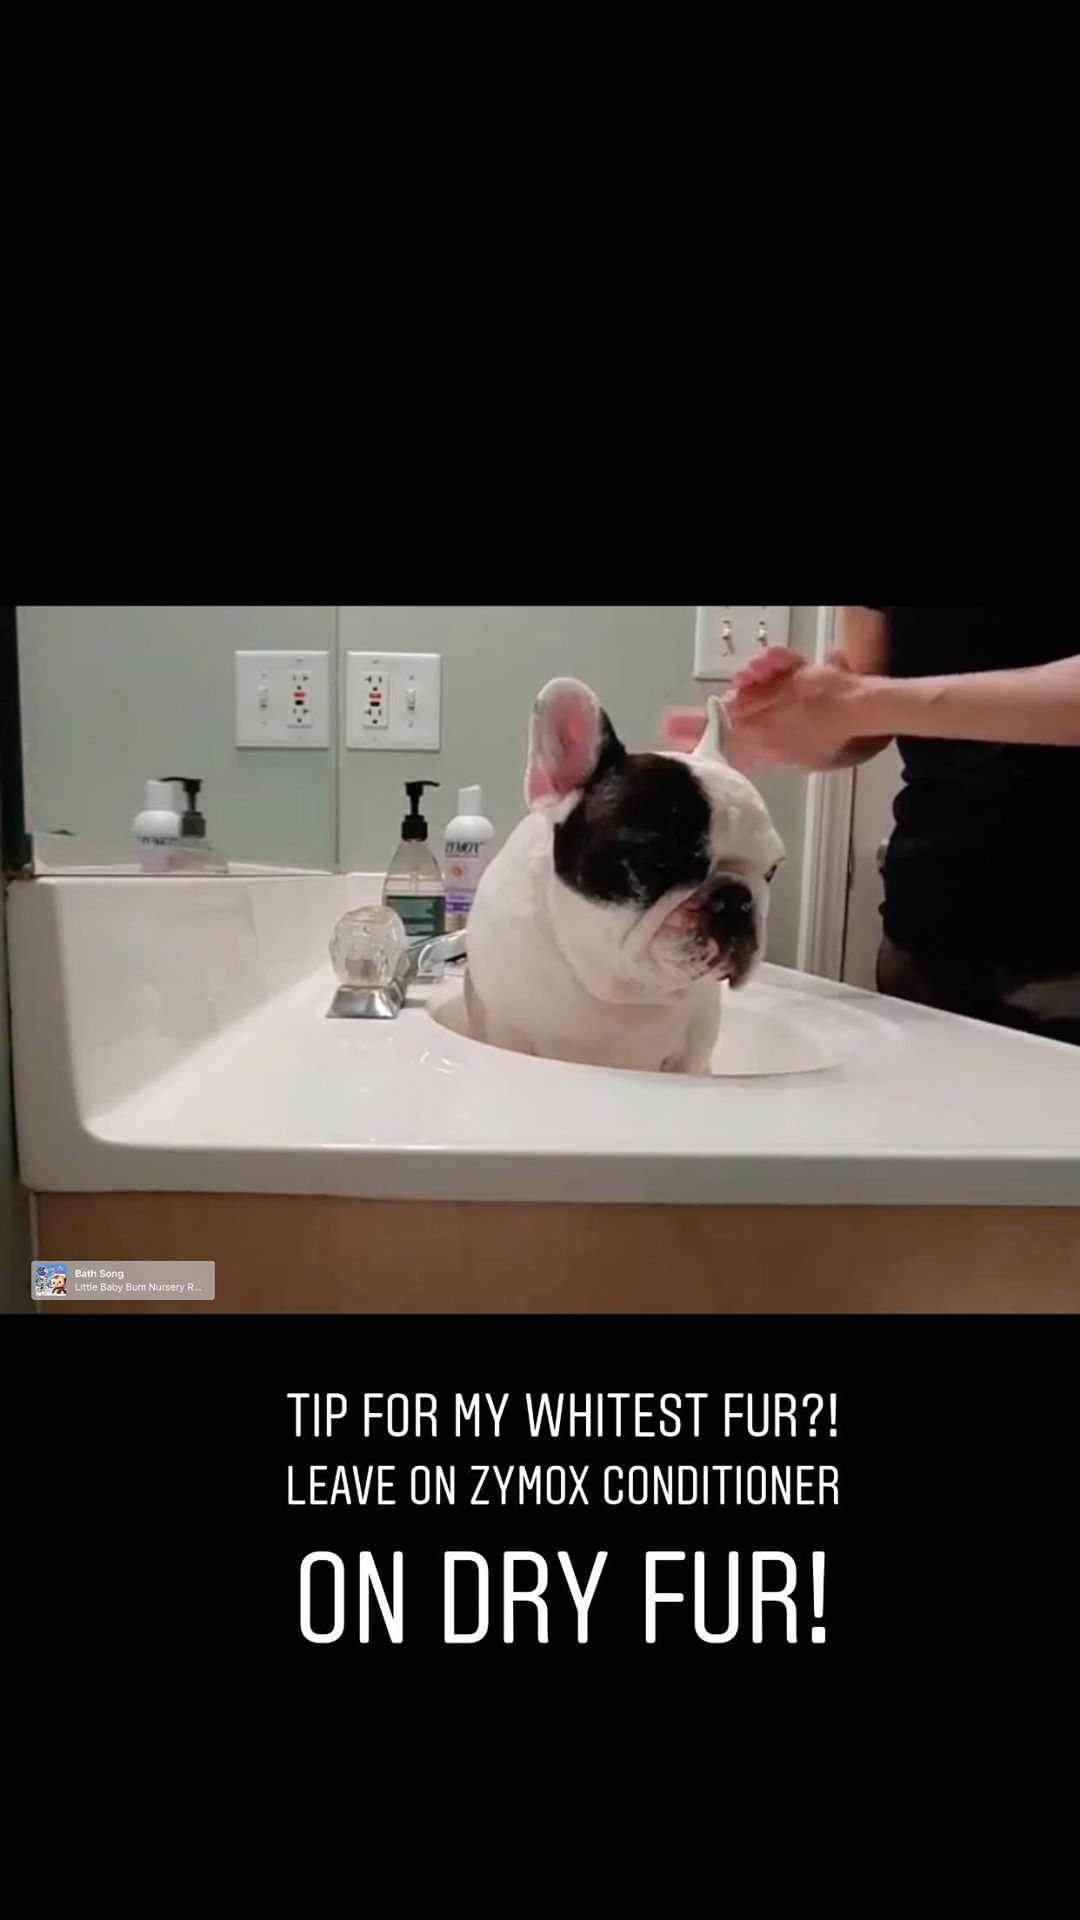 ZYMOX
Bath Song
Little Baby Bum Nursery R...
TIP FOR MY WHITEST FUR?!
LEAVE ON ZYMOX CONDITIONER
ON DRY FUR!